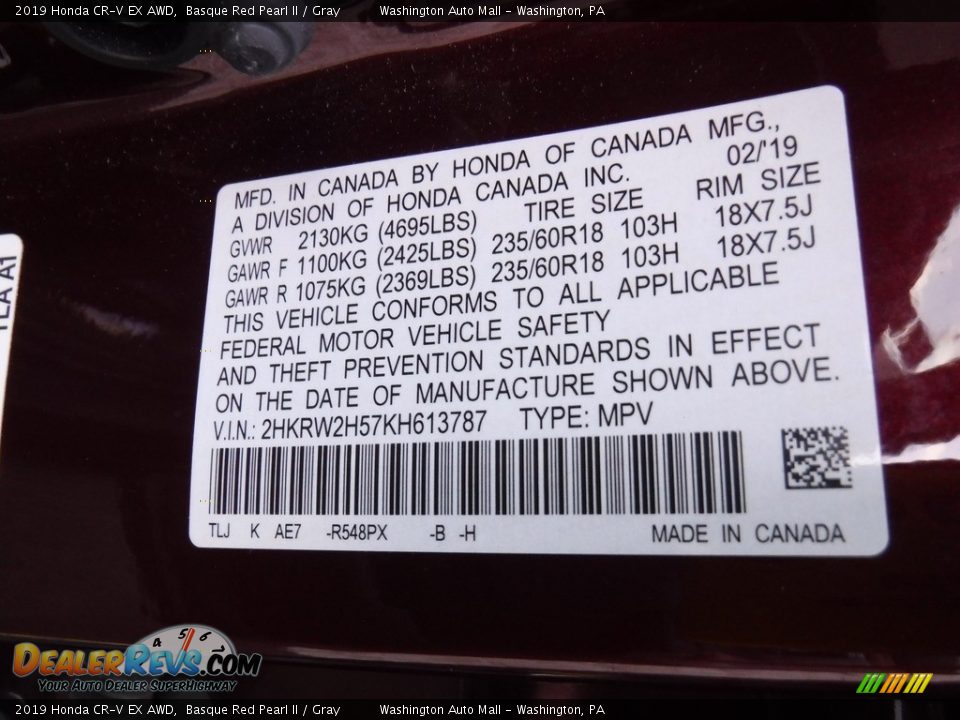 2019 Honda CR-V EX AWD, Basque Red Pearl II / Gray Washington Auto Mall - Washington, PA
MFD. IN CANADA BY HONDA OF CANADA MFG.,
A DIVISION OF HONDA CANADA INC. 02/'19
GVWR 2130KG (4695LBS) TIRE SIZE RIM SIZE
GAWR F 1100KG (2425LBS) 235/60R18 103H 18X7.5J
GAWR R 1075KG (2369LBS) 235/60R18 103H 18X7.5J
THIS VEHICLE CONFORMS TO ALL APPLICABLE
FEDERAL MOTOR VEHICLE SAFETY
AND THEFT PREVENTION STANDARDS IN EFFECT
ON THE DATE OF MANUFACTURE SHOWN ABOVE.
V.I.N.: 2HKRW2H57KH613787 TYPE: MPV
TLJ K AE7 -R548PX -B -H MADE IN CANADA
TLA A1
4 5 6
DEALERREVS.COM
YOUR AUTO DEALER SUPERHIGHWAY
2019 Honda CR-V EX AWD, Basque Red Pearl II / Gray Washington Auto Mall - Washington, PA